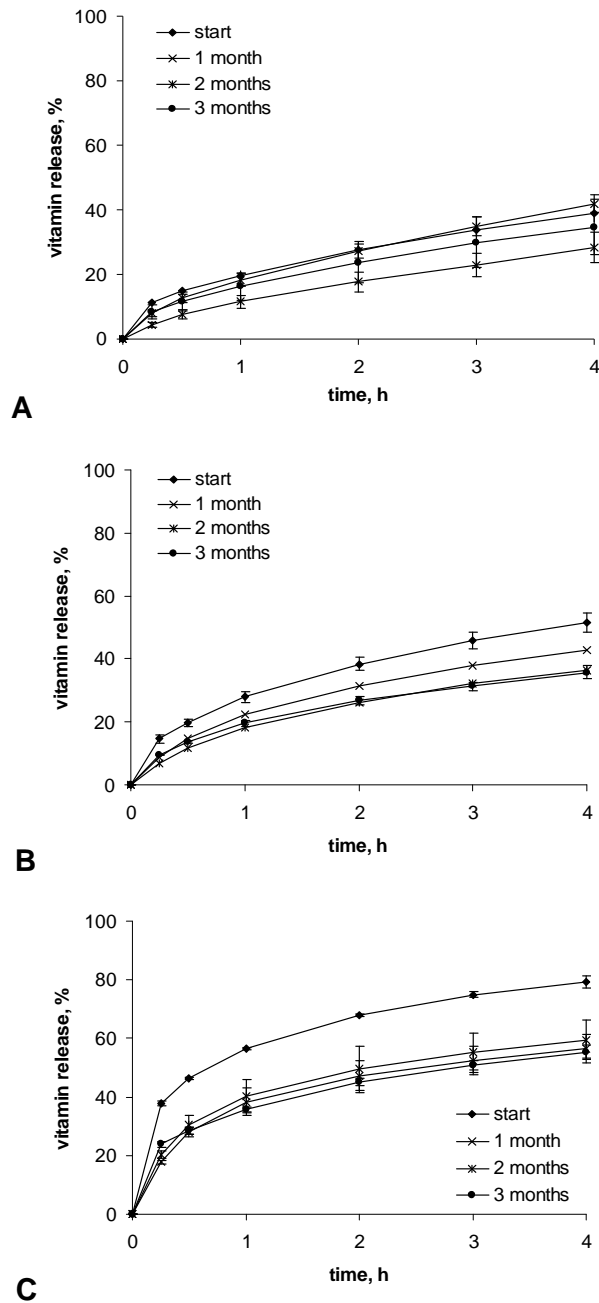 100
80
60
40
20
0
vitamin release, %
start
1 month
2 months
3 months
0 1 2 3 4
time, h
A
100
80
60
40
20
0
vitamin release, %
start
1 month
2 months
3 months
0 1 2 3 4
time, h
B
100
80
60
40
20
0
vitamin release, %
start
1 month
2 months
3 months
0 1 2 3 4
time, h
C